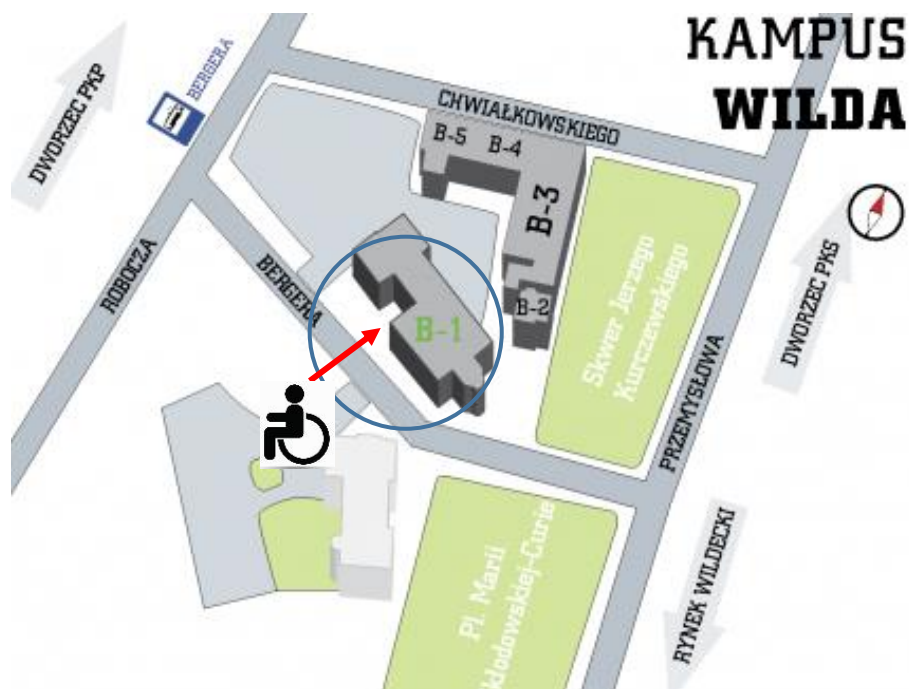 KAMPUS
WILDA
DWORZEC PKP
BERGERA
CHWIAŁKOWSKIEGO
B-5
B-4
B-3
B-2
B-1
ROBOCZA
BERGERA
Skwer Jerzego
Kurczewskiego
PRZEMYSŁOWA
DWORZEC PKS
Pl. Marii
kłodowskiej-Curie
RYNEK WILDECKI